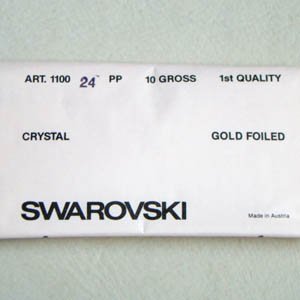 ART. 1100 24 PP 10 GROSS 1st QUALITY
CRYSTAL GOLD FOILED
SWAROVSKI Made in Austria